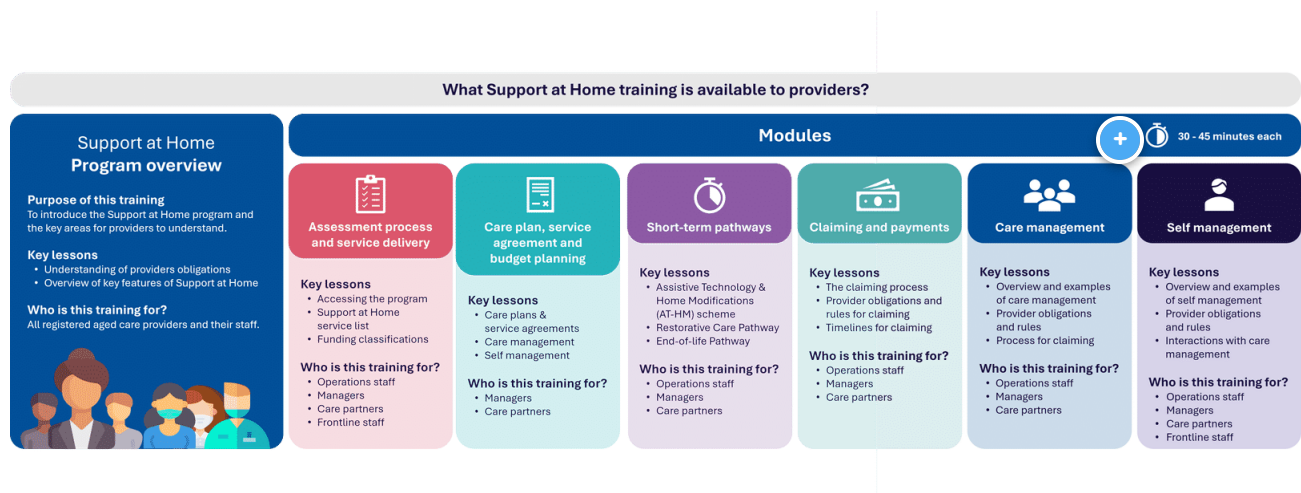 What Support at Home training is available to providers?
Support at Home
Program overview
Purpose of this training
To introduce the Support at Home program and
the key areas for providers to understand.
Key lessons
• Understanding of providers obligations
• Overview of key features of Support at Home
Who is this training for?
All registered aged care providers and their staff.
Modules
+
30 - 45 minutes each
Assessment process
and service delivery
Key lessons
• Accessing the program
• Support at Home
service list
• Funding classifications
Who is this training for?
• Operations staff
• Managers
• Care partners
• Frontline staff
Care plan, service
agreement and
budget planning
Key lessons
• Care plans &
service agreements
• Care management
• Self management
Who is this training for?
• Managers
• Care partners
Short-term pathways
Key lessons
• Assistive Technology &
Home Modifications
(AT-HM) scheme
• Restorative Care Pathway
• End-of-life Pathway
Who is this training for?
• Operations staff
• Managers
• Care partners
Claiming and payments
Key lessons
• The claiming process
• Provider obligations and
rules for claiming
• Timelines for claiming
Who is this training for?
• Operations staff
• Managers
• Care partners
Care management
Key lessons
• Overview and examples
of care management
• Provider obligations
and rules
• Process for claiming
Who is this training for?
• Operations staff
• Managers
• Care partners
Self management
Key lessons
• Overview and examples
of self management
• Provider obligations
and rules
• Interactions with care
management
Who is this training for?
• Operations staff
• Managers
• Care partners
• Frontline staff